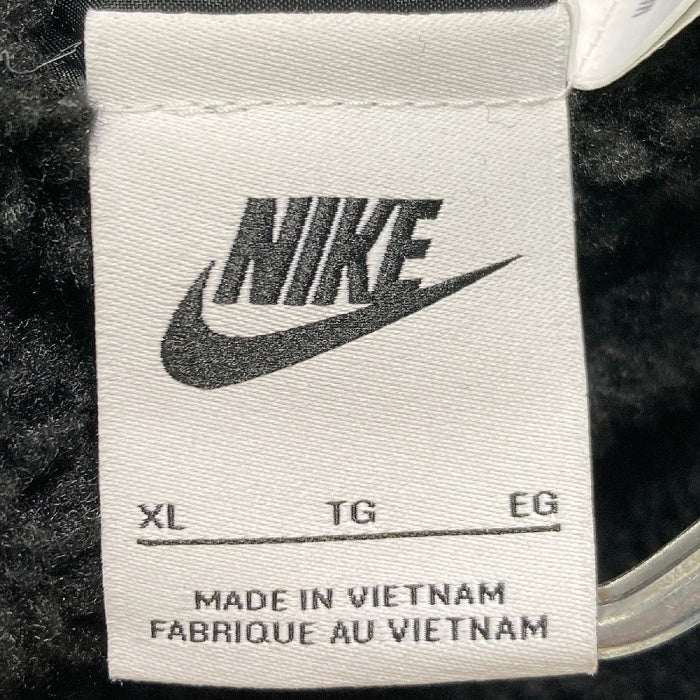 NIKE
XL TG EG
MADE IN VIETNAM
FABRIQUE AU VIETNAM